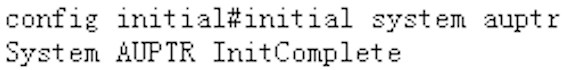 config initial#initial system auptr
System AUPTR InitComplete